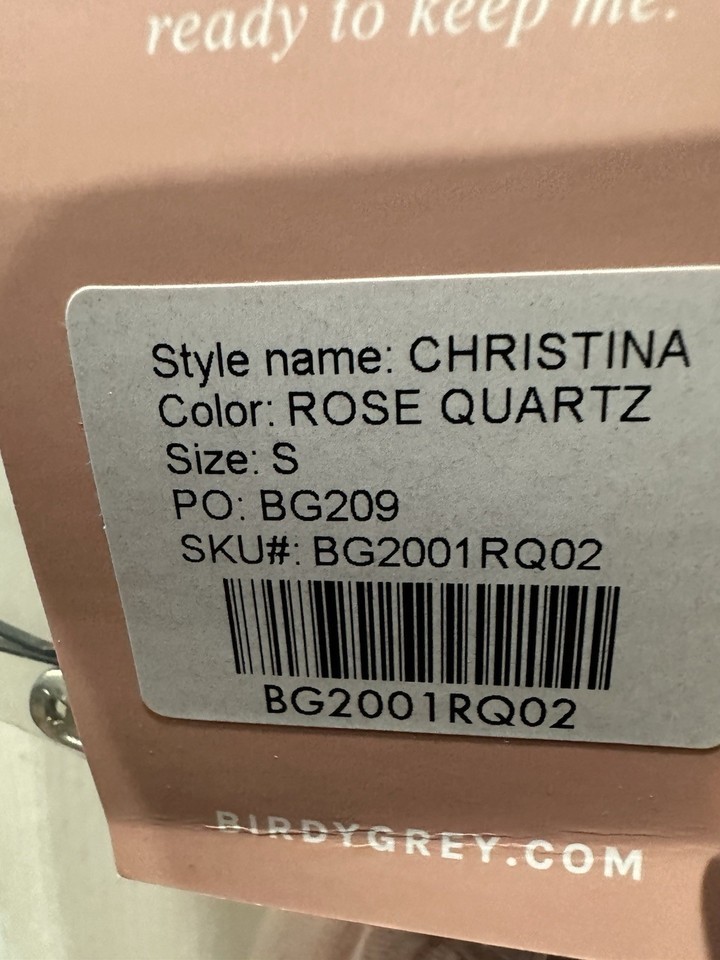 ready to keep me.
Style name: CHRISTINA
Color: ROSE QUARTZ
Size: S
PO: BG209
SKU#: BG2001RQ02
BG2001RQ02
BIRDYGREY.COM